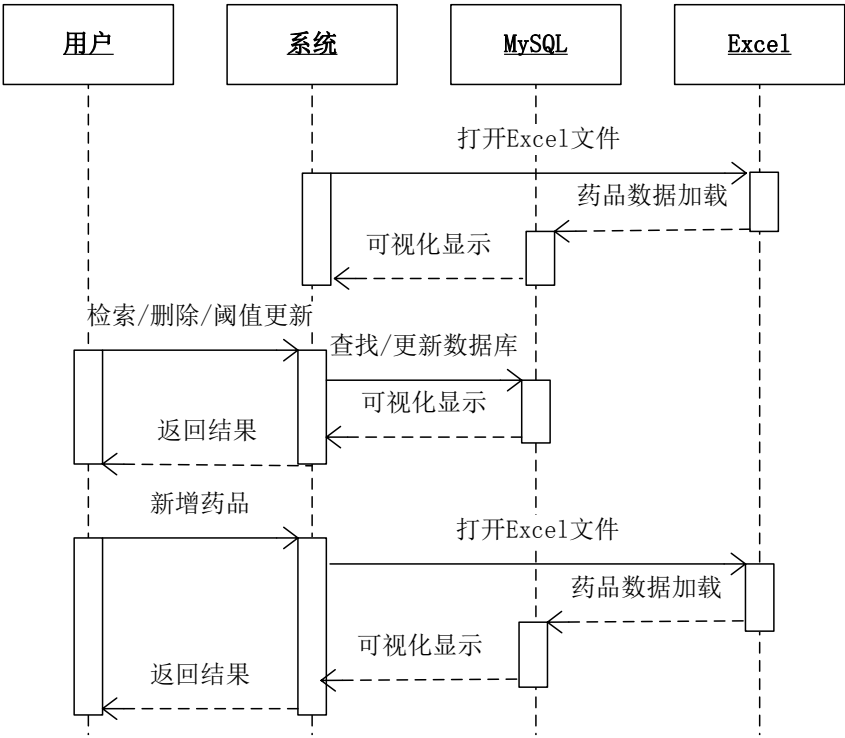 用户
系统
MySQL
Excel
打开Excel文件
药品数据加载
可视化显示
检索/删除/阈值更新
查找/更新数据库
可视化显示
返回结果
新增药品
打开Excel文件
药品数据加载
可视化显示
返回结果